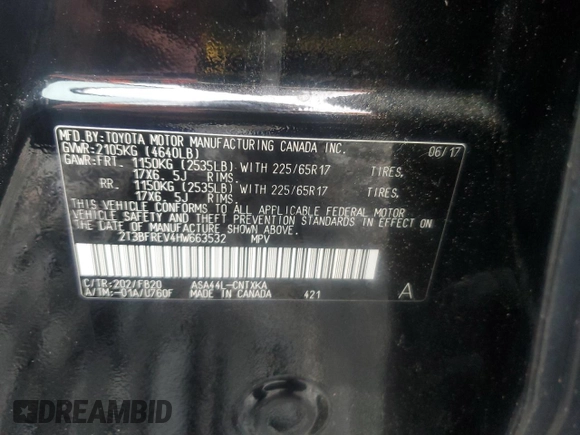 MFD.BY:TOYOTA MOTOR MANUFACTURING CANADA INC. 06/17
GVWR:2105KG (4640LB)
GAWR:FRT. 1150KG (2535LB) WITH 225/65R17 TIRES,
17X6.5J RIMS.
RR. 1150KG (2535LB) WITH 225/65R17 TIRES,
17X6.5J RIMS.
THIS VEHICLE CONFORMS TO ALL APPLICABLE FEDERAL MOTOR
VEHICLE SAFETY AND THEFT PREVENTION STANDARDS IN EFFECT ON
THE DATE OF MANUFACTURE SHOWN ABOVE.
2T3BFREV4HW663532 MPV
C/TR:202/FB20 ASA44L-CNTXKA
A/TM:-01A/U760F MADE IN CANADA 421 A
DREAMBID